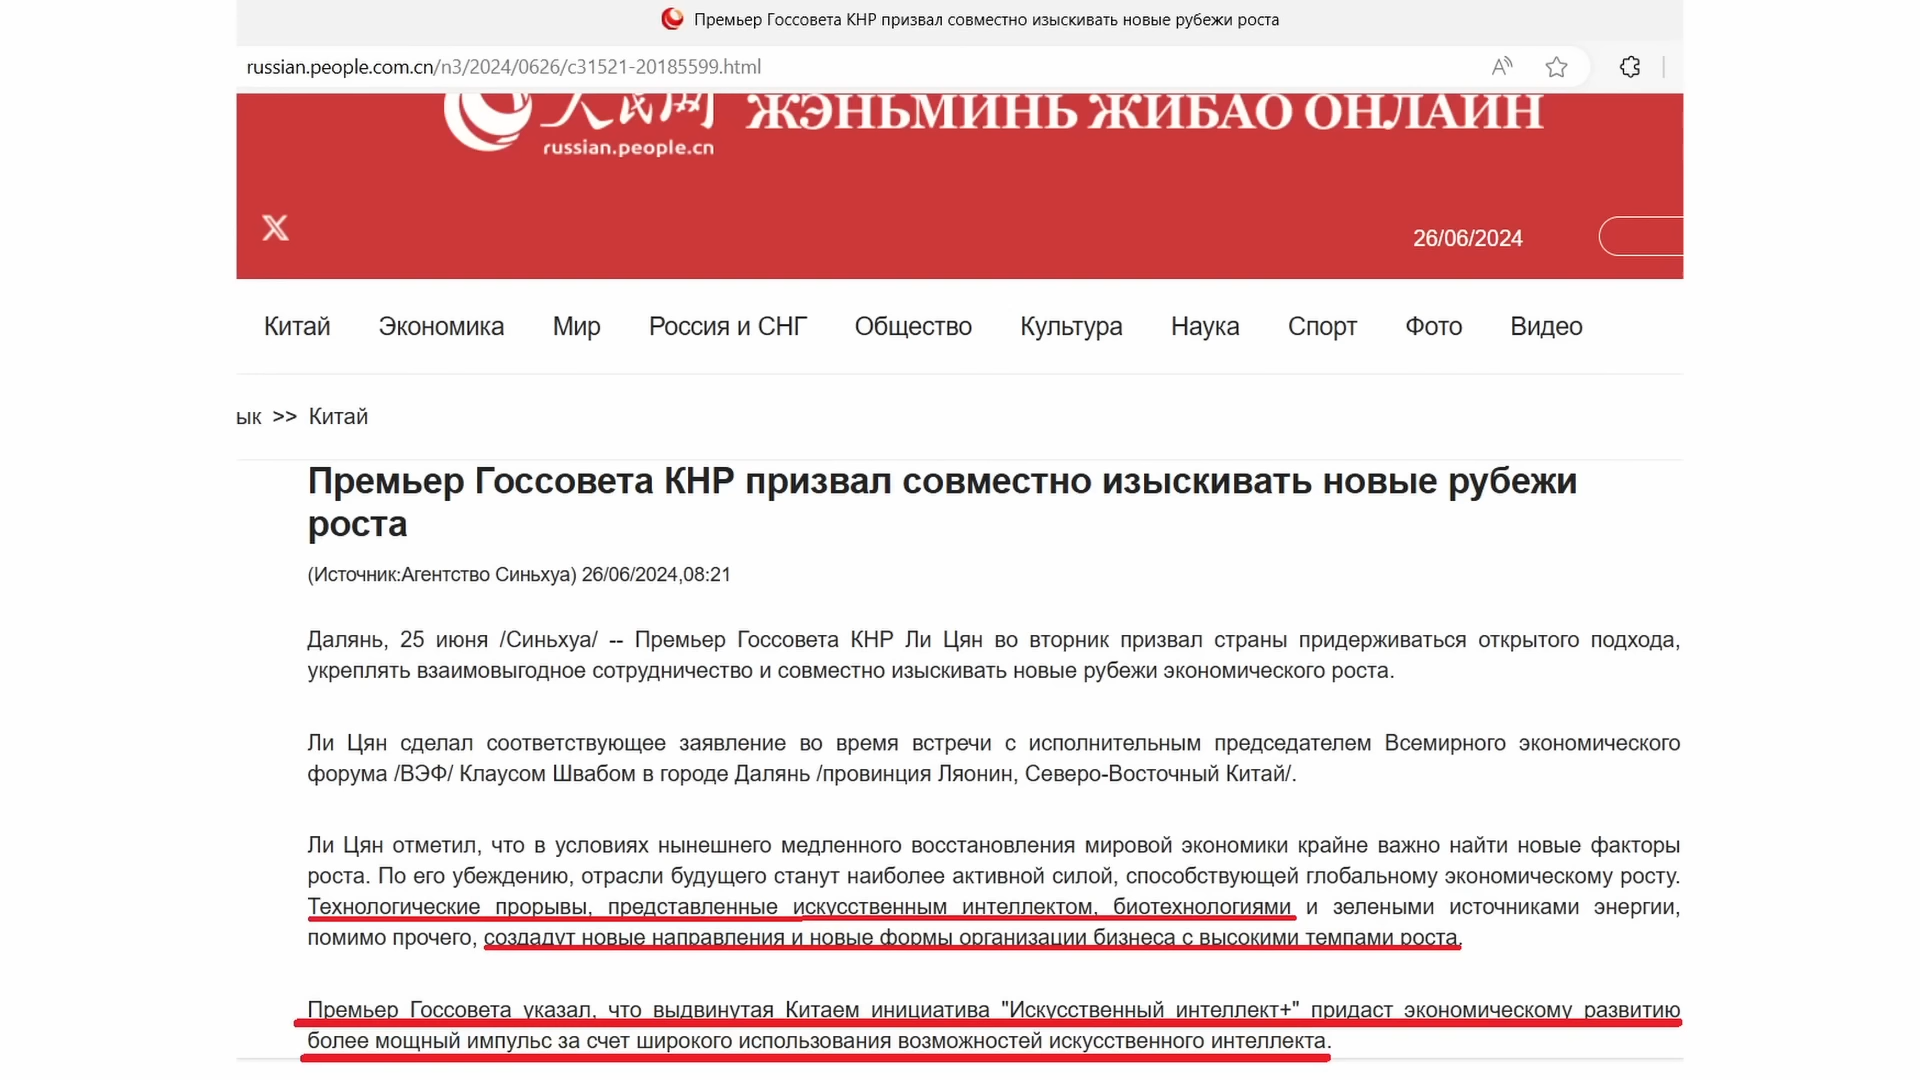 Премьер Госсовета КНР призвал совместно изыскивать новые рубежи роста
russian.people.com.cn/n3/2024/0626/c31521-20185599.html
人民网 ЖЭНЬМИНЬ ЖИБАО ОНЛАЙН
russian.people.cn
X
26/06/2024
Китай Экономика Мир Россия и СНГ Общество Культура Наука Спорт Фото Видео
ык >> Китай
Премьер Госсовета КНР призвал совместно изыскивать новые рубежи
роста
(Источник:Агентство Синьхуа) 26/06/2024,08:21
Далянь, 25 июня /Синьхуа/ -- Премьер Госсовета КНР Ли Цян во вторник призвал страны придерживаться открытого подхода,
укреплять взаимовыгодное сотрудничество и совместно изыскивать новые рубежи экономического роста.
Ли Цян сделал соответствующее заявление во время встречи с исполнительным председателем Всемирного экономического
форума /ВЭФ/ Клаусом Швабом в городе Далянь /провинция Ляонин, Северо-Восточный Китай/.
Ли Цян отметил, что в условиях нынешнего медленного восстановления мировой экономики крайне важно найти новые факторы
роста. По его убеждению, отрасли будущего станут наиболее активной силой, способствующей глобальному экономическому росту.
Технологические прорывы, представленные искусственным интеллектом, биотехнологиями и зелеными источниками энергии,
помимо прочего, создадут новые направления и новые формы организации бизнеса с высокими темпами роста.
Премьер Госсовета указал, что выдвинутая Китаем инициатива "Искусственный интеллект+" придаст экономическому развитию
более мощный импульс за счет широкого использования возможностей искусственного интеллекта.